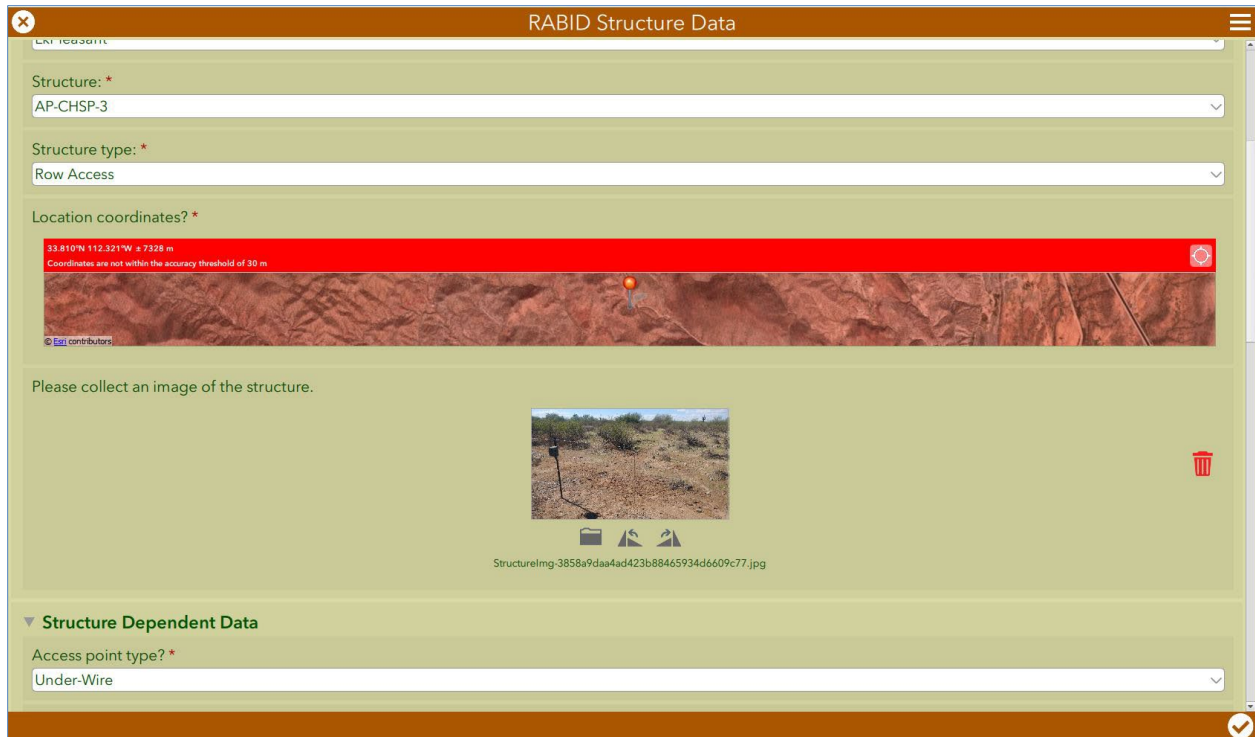 RABID Structure Data
Structure: *
AP-CHSP-3
Structure type: *
Row Access
Location coordinates? *
33.810°N 112.321°W ± 7328 m
Coordinates are not within the accuracy threshold of 30 m
© Esri contributors
Please collect an image of the structure.
StructureImg-3858a9daa4ad423b88465934d6609c77.jpg
Structure Dependent Data
Access point type? *
Under-Wire